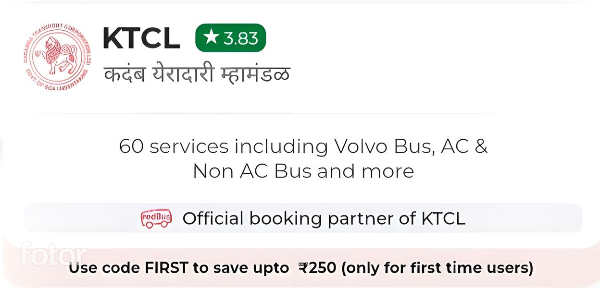 KTCL ★ 3.83
कदंब येरादारी म्हामंडळ
60 services including Volvo Bus, AC &
Non AC Bus and more
redBus Official booking partner of KTCL
fotor
Use code FIRST to save upto ₹250 (only for first time users)